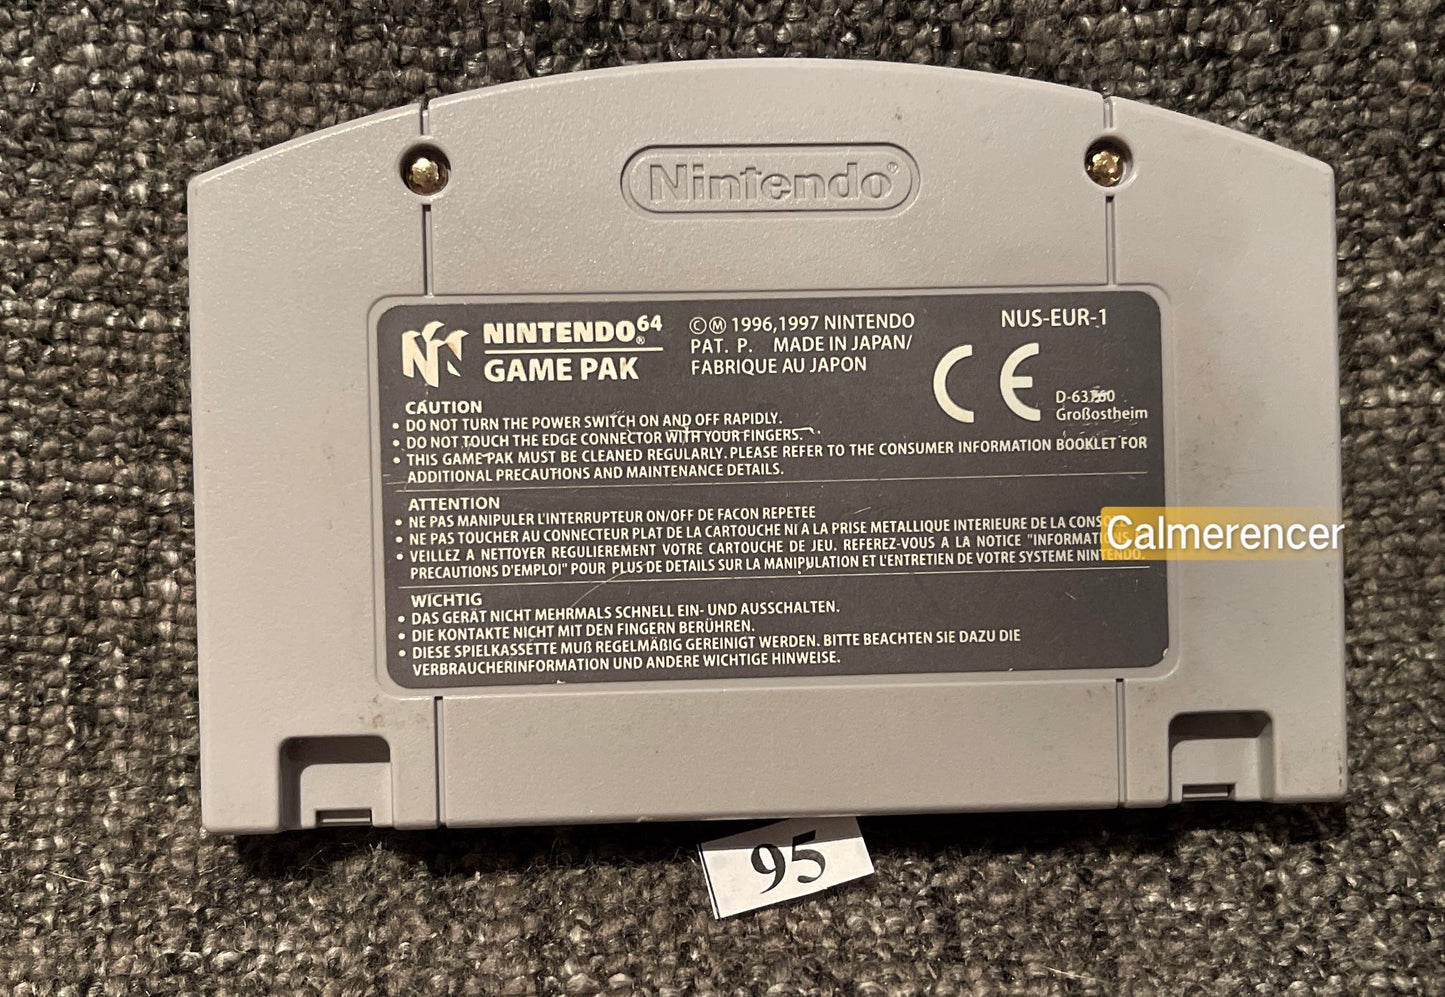 Nintendo®
NINTENDO64®
GAME PAK
©Ⓜ 1996,1997 NINTENDO
PAT. P. MADE IN JAPAN/
FABRIQUE AU JAPON
NUS-EUR-1
CE
D-63760
Großostheim
CAUTION
• DO NOT TURN THE POWER SWITCH ON AND OFF RAPIDLY.
• DO NOT TOUCH THE EDGE CONNECTOR WITH YOUR FINGERS.
• THIS GAME PAK MUST BE CLEANED REGULARLY. PLEASE REFER TO THE CONSUMER INFORMATION BOOKLET FOR
ADDITIONAL PRECAUTIONS AND MAINTENANCE DETAILS.
ATTENTION
• NE PAS MANIPULER L'INTERRUPTEUR ON/OFF DE FACON REPETEE
• NE PAS TOUCHER AU CONNECTEUR PLAT DE LA CARTOUCHE NI A LA PRISE METALLIQUE INTERIEURE DE LA
• VEILLEZ A NETTOYER REGULIEREMENT VOTRE CARTOUCHE DE JEU. REFEREZ-VOUS A LA NOTICE
PRECAUTIONS D'EMPLOI" POUR PLUS DE DETAILS SUR LA MANIPULATION ET L'ENTRETIEN DE VOTRE SYSTEME NINTENDO.
Calmerencer
WICHTIG
• DAS GERÄT NICHT MEHRMALS SCHNELL EIN- UND AUSSCHALTEN.
• DIE KONTAKTE NICHT MIT DEN FINGERN BERÜHREN.
• DIESE SPIELKASSETTE MUß REGELMÄßIG GEREINIGT WERDEN. BITTE BEACHTEN SIE DAZU DIE
VERBRAUCHERINFORMATION UND ANDERE WICHTIGE HINWEISE.
95